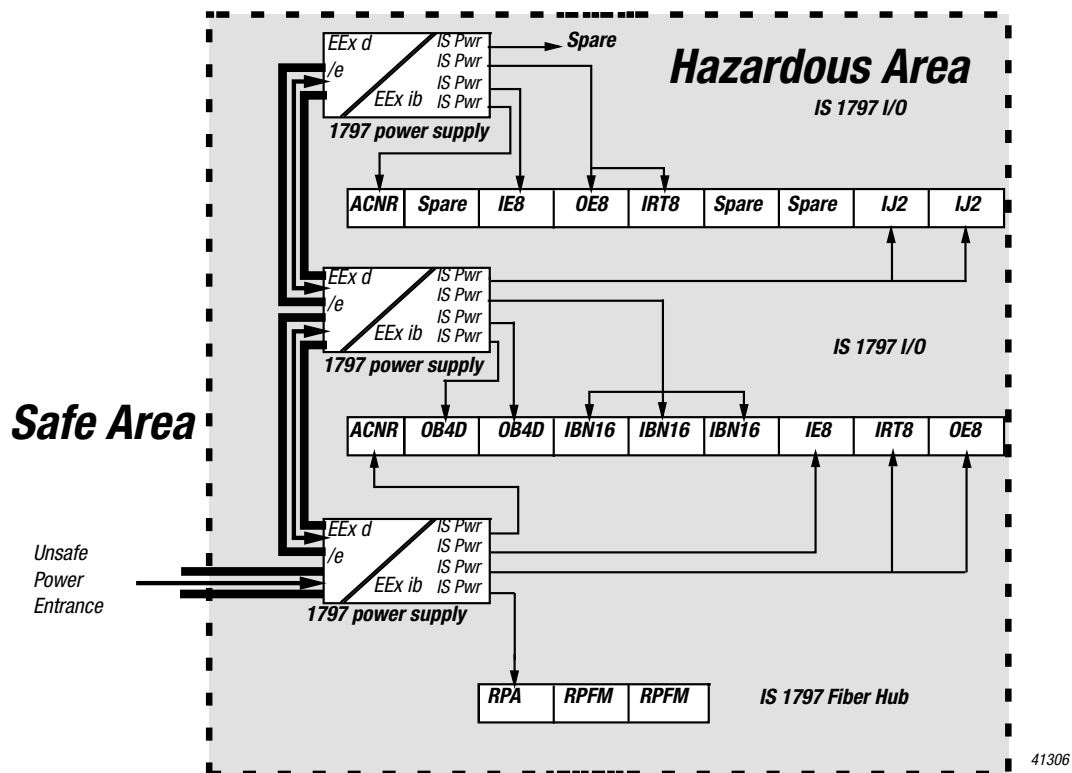 EEx d
/e
EEx ib
IS Pwr
IS Pwr
IS Pwr
IS Pwr
1797 power supply
Spare
Hazardous Area
IS 1797 I/O
ACNR Spare IE8 OE8 IRT8 Spare Spare IJ2 IJ2
EEx d
/e
EEx ib
IS Pwr
IS Pwr
IS Pwr
IS Pwr
1797 power supply
IS 1797 I/O
Safe Area
ACNR OB4D OB4D IBN16 IBN16 IBN16 IE8 IRT8 OE8
Unsafe
Power
Entrance
EEx d
/e
EEx ib
IS Pwr
IS Pwr
IS Pwr
IS Pwr
1797 power supply
RPA RPFM RPFM
IS 1797 Fiber Hub
41306